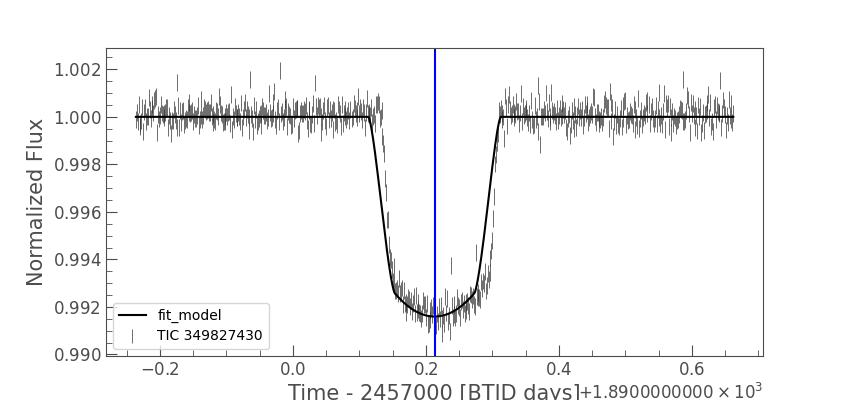 Normalized Flux
1.002
1.000
0.998
0.996
0.994
0.992
0.990
fit_model
TIC 349827430
−0.2
0.0
0.2
0.4
0.6
Time - 2457000 [BTJD days]
+1.8900000000 × 10³